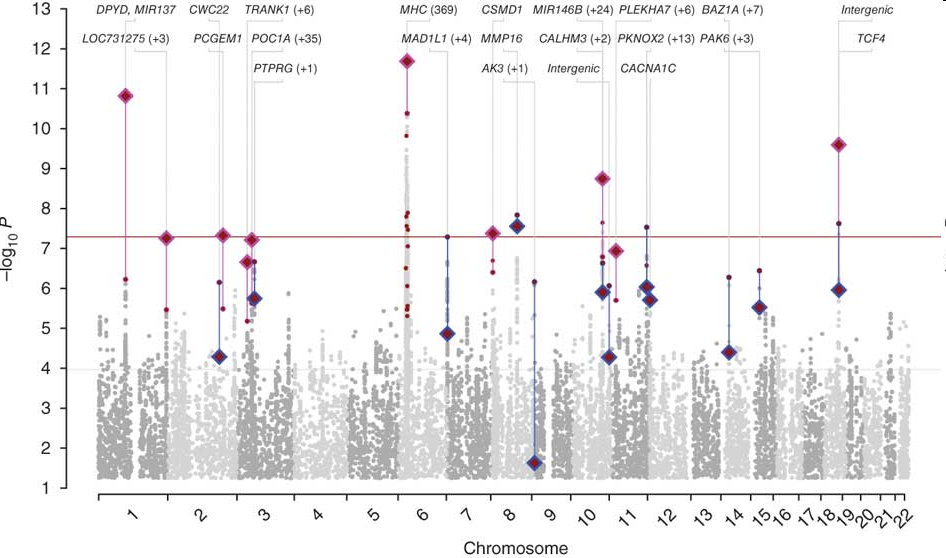 DPYD, MIR137 CWC22 TRANK1 (+6) MHC (369) CSMD1 MIR146B (+24) PLEKHA7 (+6) BAZ1A (+7) Intergenic
LOC731275 (+3) PCGEM1 POC1A (+35) MAD1L1 (+4) MMP16 CALHM3 (+2) PKNOX2 (+13) PAK6 (+3) TCF4
PTPRG (+1) AK3 (+1) Intergenic CACNA1C
13
12
11
10
9
8
7
6
5
4
3
2
1
–log10 P
1 2 3 4 5 6 7 8 9 10 11 12 13 14 15 16 17 18 19 20 21 22
Chromosome